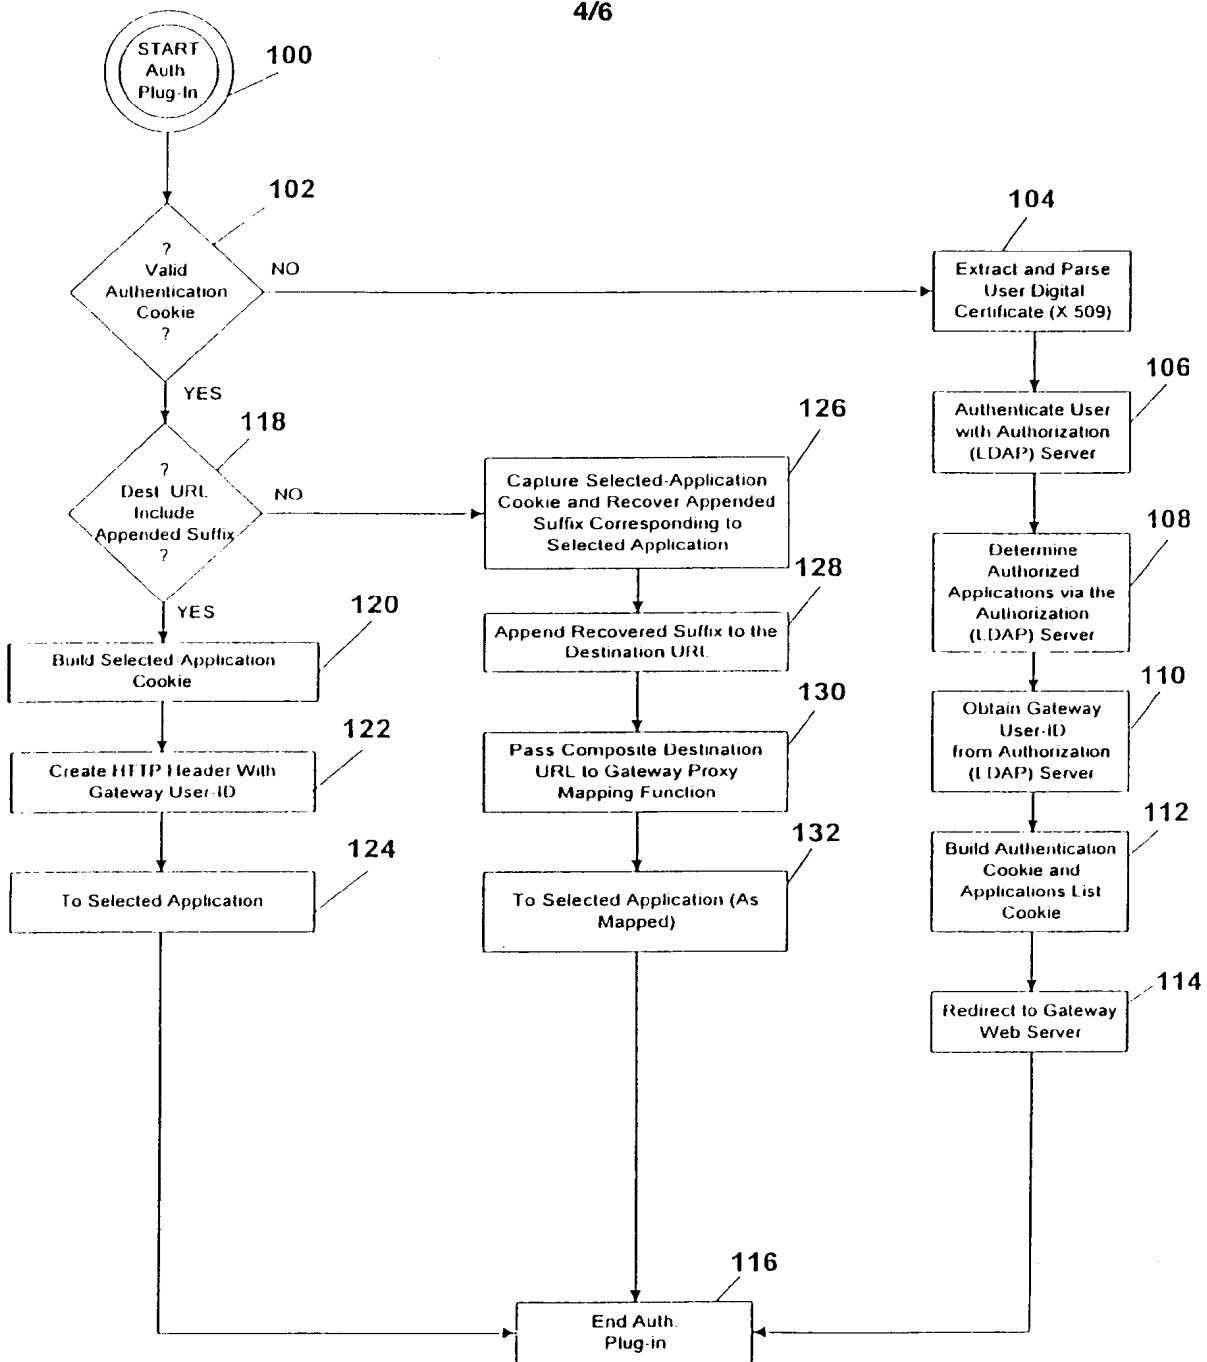 4/6
START
Auth
Plug-In
100
102
?
Valid
Authentication
Cookie
?
NO
YES
104
Extract and Parse
User Digital
Certificate (X 509)
106
Authenticate User
with Authorization
(LDAP) Server
118
?
Dest. URL
Include
Appended Suffix
?
NO
YES
126
Capture Selected-Application
Cookie and Recover Appended
Suffix Corresponding to
Selected Application
108
Determine
Authorized
Applications via the
Authorization
(LDAP) Server
128
Append Recovered Suffix to the
Destination URL
120
Build Selected-Application
Cookie
110
Obtain Gateway
User-ID
from Authorization
(LDAP) Server
130
Pass Composite Destination
URL to Gateway Proxy
Mapping Function
122
Create HTTP Header With
Gateway User-ID
112
Build Authentication
Cookie and
Applications List
Cookie
132
To Selected Application (As
Mapped)
124
To Selected Application
114
Redirect to Gateway
Web Server
116
End Auth.
Plug-in